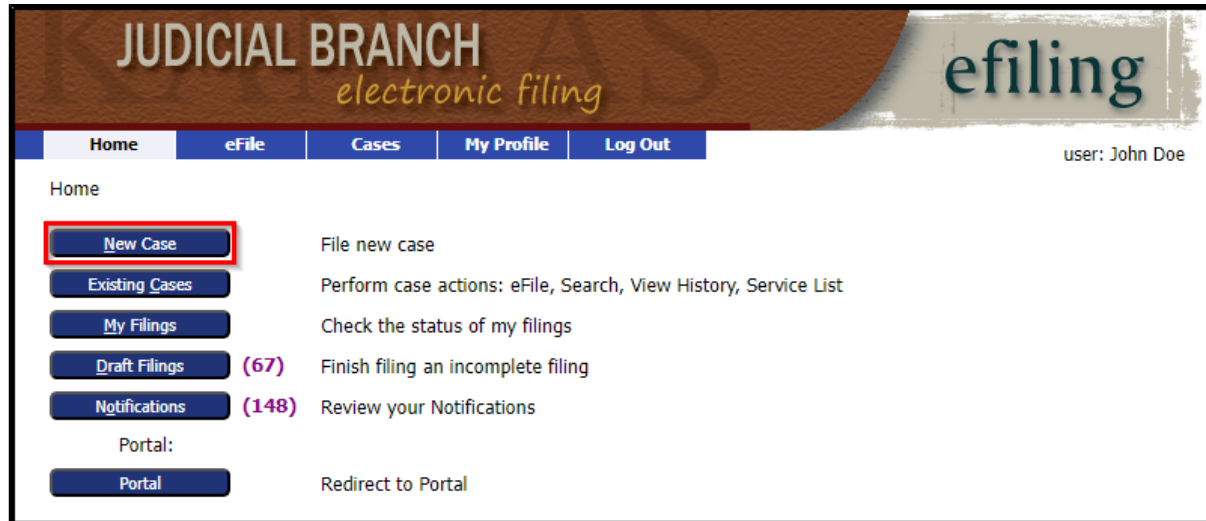 KANSAS
JUDICIAL BRANCH
electronic filing
efiling
Home eFile Cases My Profile Log Out
user: John Doe
Home
New Case File new case
Existing Cases Perform case actions: eFile, Search, View History, Service List
My Filings Check the status of my filings
Draft Filings (67) Finish filing an incomplete filing
Notifications (148) Review your Notifications
Portal:
Portal Redirect to Portal